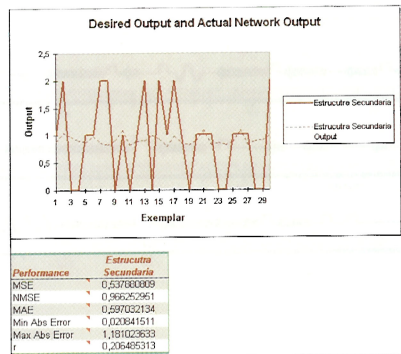 Desired Output and Actual Network Output
2,5
2
1,5
1
0,5
0
Output
1 3 5 7 9 11 13 15 17 19 21 23 25 27 29
Exemplar
Estrucutra Secundaria
Estrucutra Secundaria
Output
Estrucutra
Performance Secundaria
MSE 0,537880809
NMSE 0,966252951
MAE 0,597032134
Min Abs Error 0,020841511
Max Abs Error 1,181023633
r 0,206485313